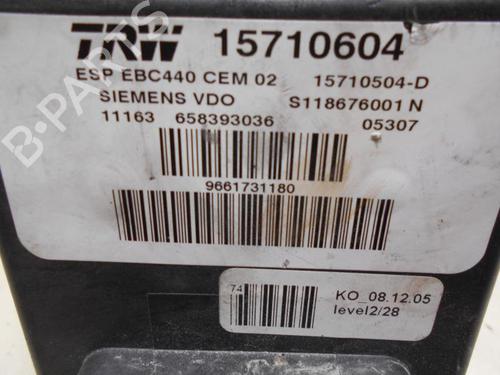 TRW 15710604
ESP EBC440 CEM 02 15710504-D
SIEMENS VDO S118676001 N
11163 658393036 05307
9661731180
74
KO_08.12.05
level2/28
B-PARTS